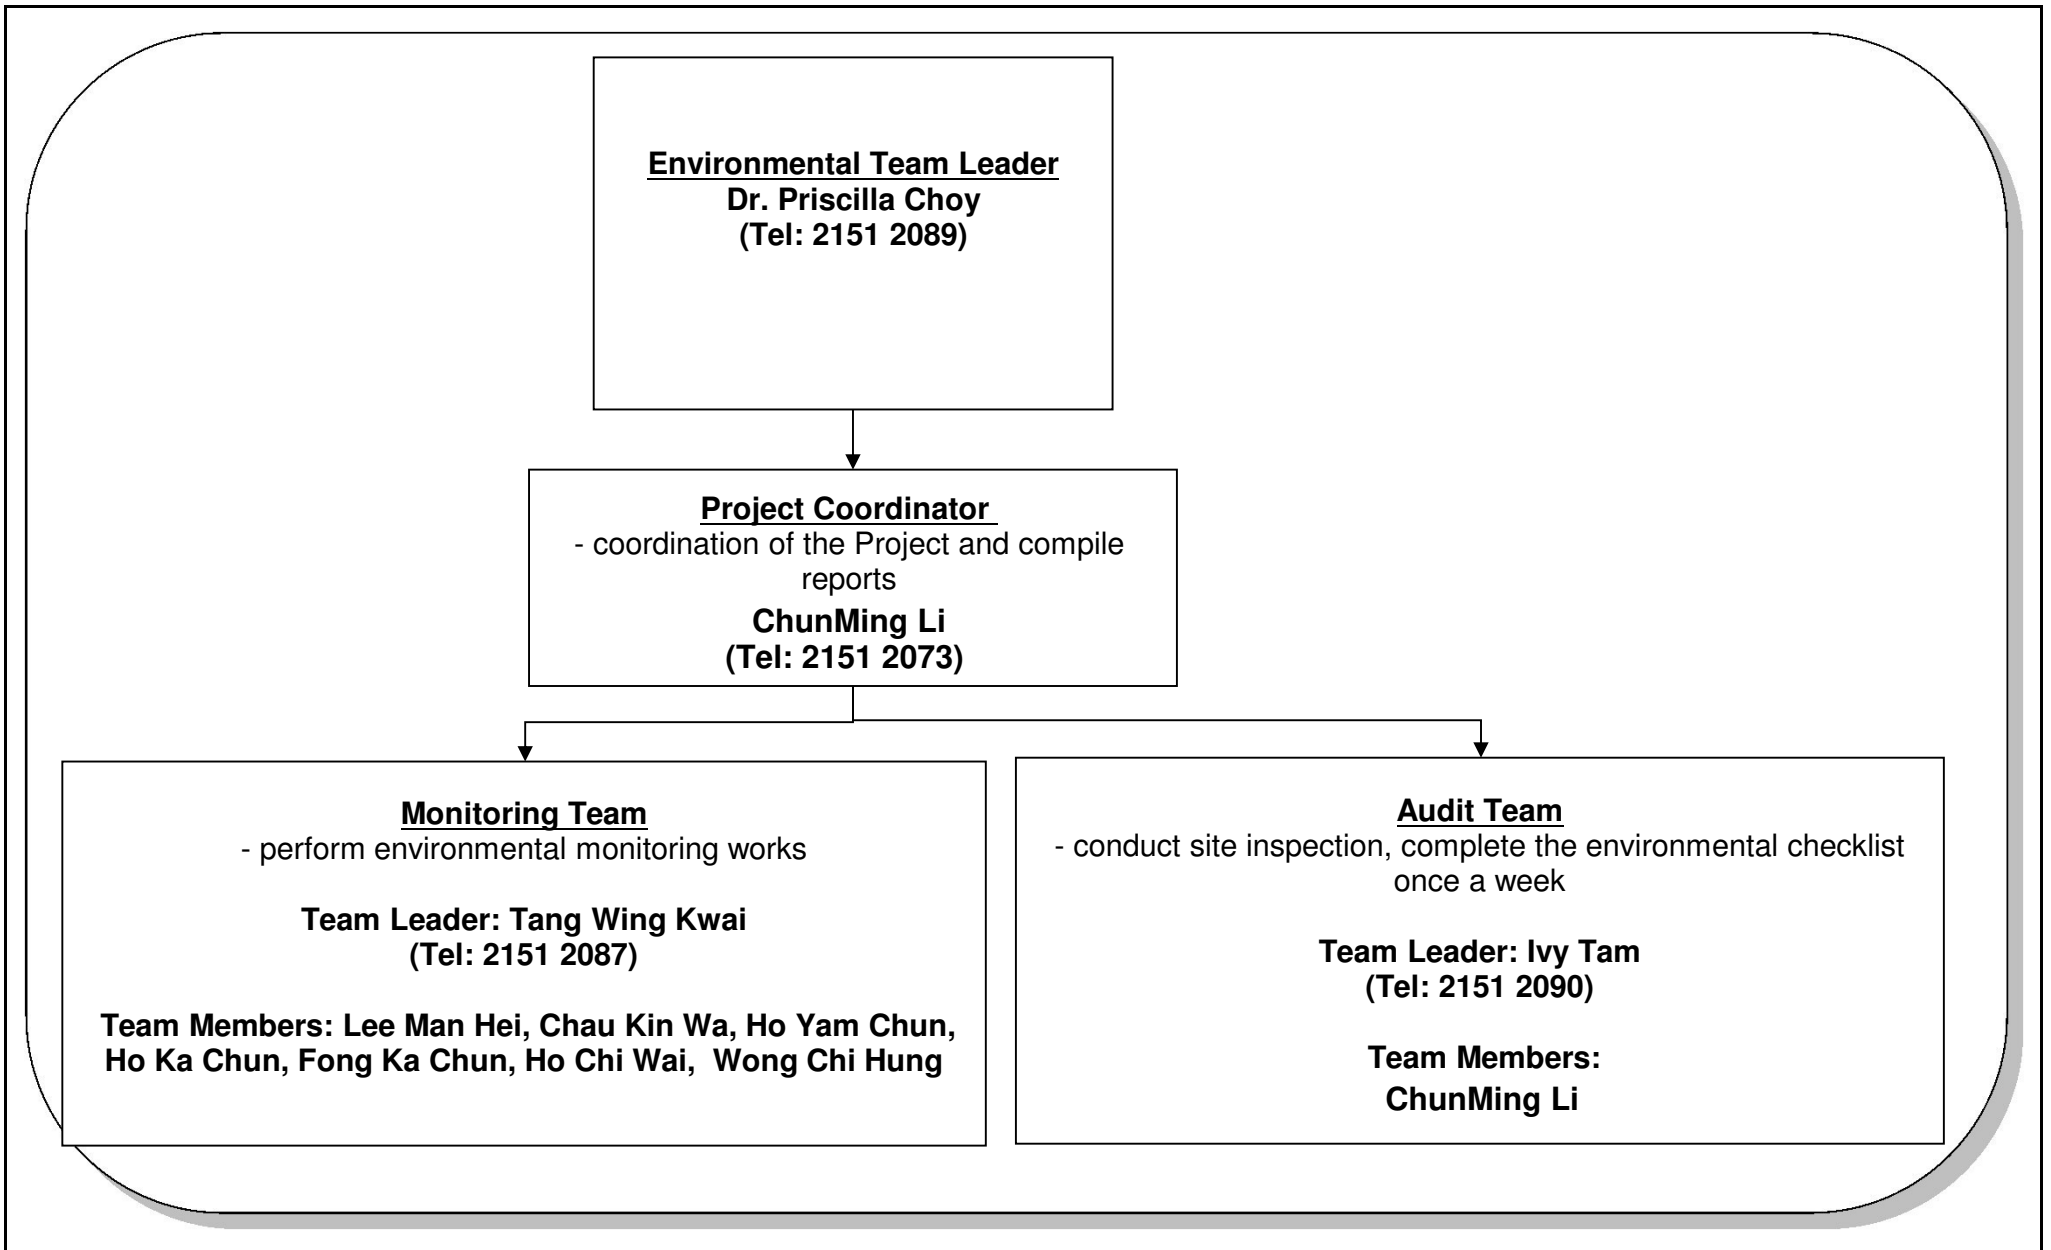 Environmental Team Leader
Dr. Priscilla Choy
(Tel: 2151 2089)
Project Coordinator
- coordination of the Project and compile
reports
ChunMing Li
(Tel: 2151 2073)
Monitoring Team
- perform environmental monitoring works
Team Leader: Tang Wing Kwai
(Tel: 2151 2087)
Team Members: Lee Man Hei, Chau Kin Wa, Ho Yam Chun,
Ho Ka Chun, Fong Ka Chun, Ho Chi Wai,  Wong Chi Hung
Audit Team
- conduct site inspection, complete the environmental checklist
once a week
Team Leader: Ivy Tam
(Tel: 2151 2090)
Team Members:
ChunMing Li